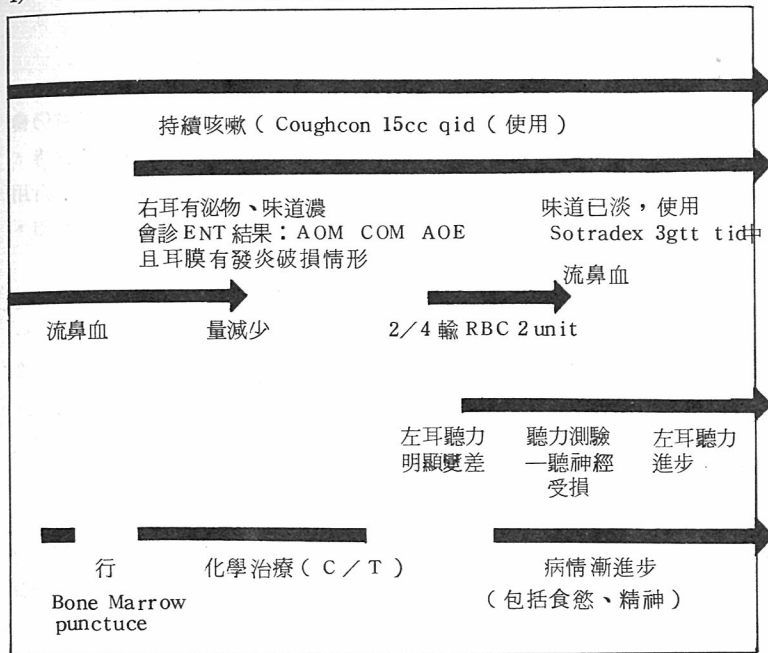 持續咳嗽（Coughcon 15cc qid（使用）
右耳有泌物、味道濃
會診ENT結果：AOM COM AOE
且耳膜有發炎破損情形
味道已淡，使用
Sotradex 3gtt tid中
流鼻血
流鼻血
量減少
2／4輸RBC 2unit
左耳聽力
明顯變差
聽力測驗
—聽神經
受損
左耳聽力
進步
行
Bone Marrow
punctuce
化學治療（C／T）
病情漸進步
（包括食慾、精神）